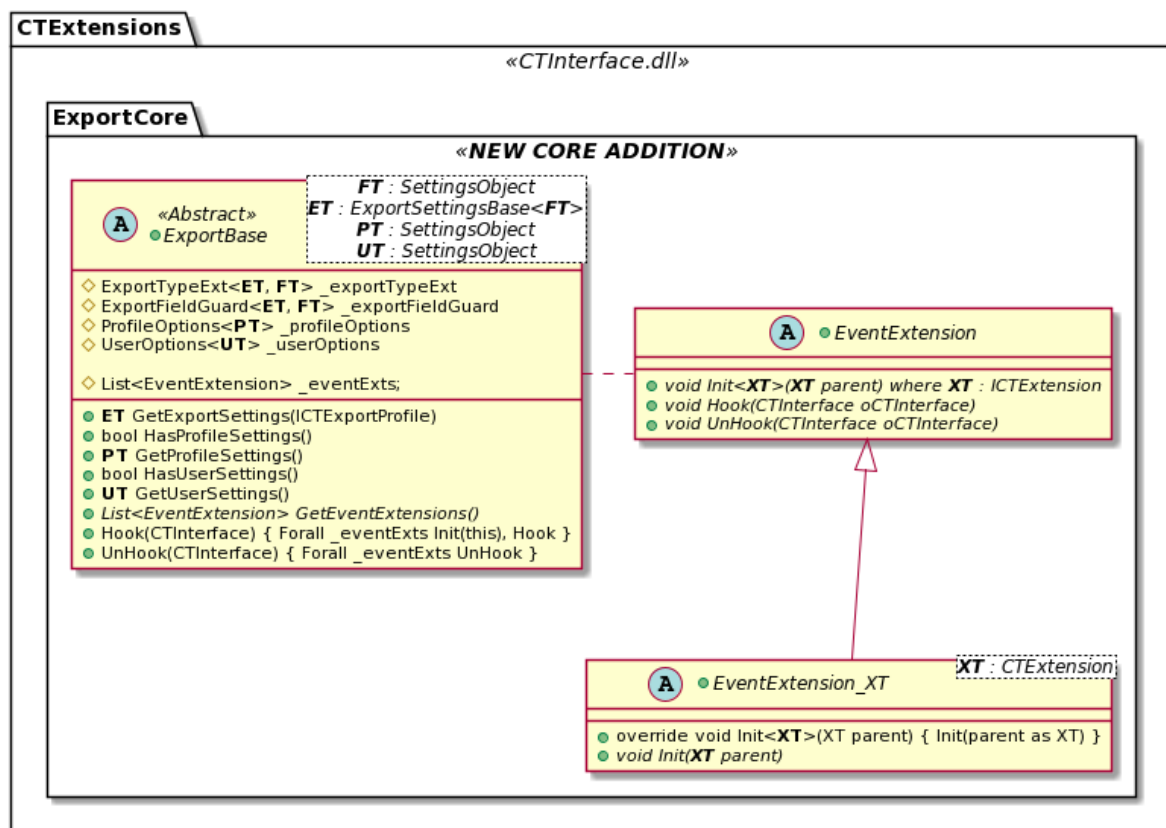 CTExtensions
«CTInterface.dll»
ExportCore
«NEW CORE ADDITION»
FT : SettingsObject
ET : ExportSettingsBase<FT>
PT : SettingsObject
UT : SettingsObject
A
«Abstract»
ExportBase
ExportTypeExt<ET, FT> _exportTypeExt
ExportFieldGuard<ET, FT> _exportFieldGuard
ProfileOptions<PT> _profileOptions
UserOptions<UT> _userOptions
List<EventExtension> _eventExts;
ET GetExportSettings(ICTExportProfile)
bool HasProfileSettings()
PT GetProfileSettings()
bool HasUserSettings()
UT GetUserSettings()
List<EventExtension> GetEventExtensions()
Hook(CTInterface) { Forall _eventExts Init(this), Hook }
UnHook(CTInterface) { Forall _eventExts UnHook }
A EventExtension
void Init<XT>(XT parent) where XT : ICTExtension
void Hook(CTInterface oCTInterface)
void UnHook(CTInterface oCTInterface)
XT : CTExtension
A EventExtension_XT
override void Init<XT>(XT parent) { Init(parent as XT) }
void Init(XT parent)